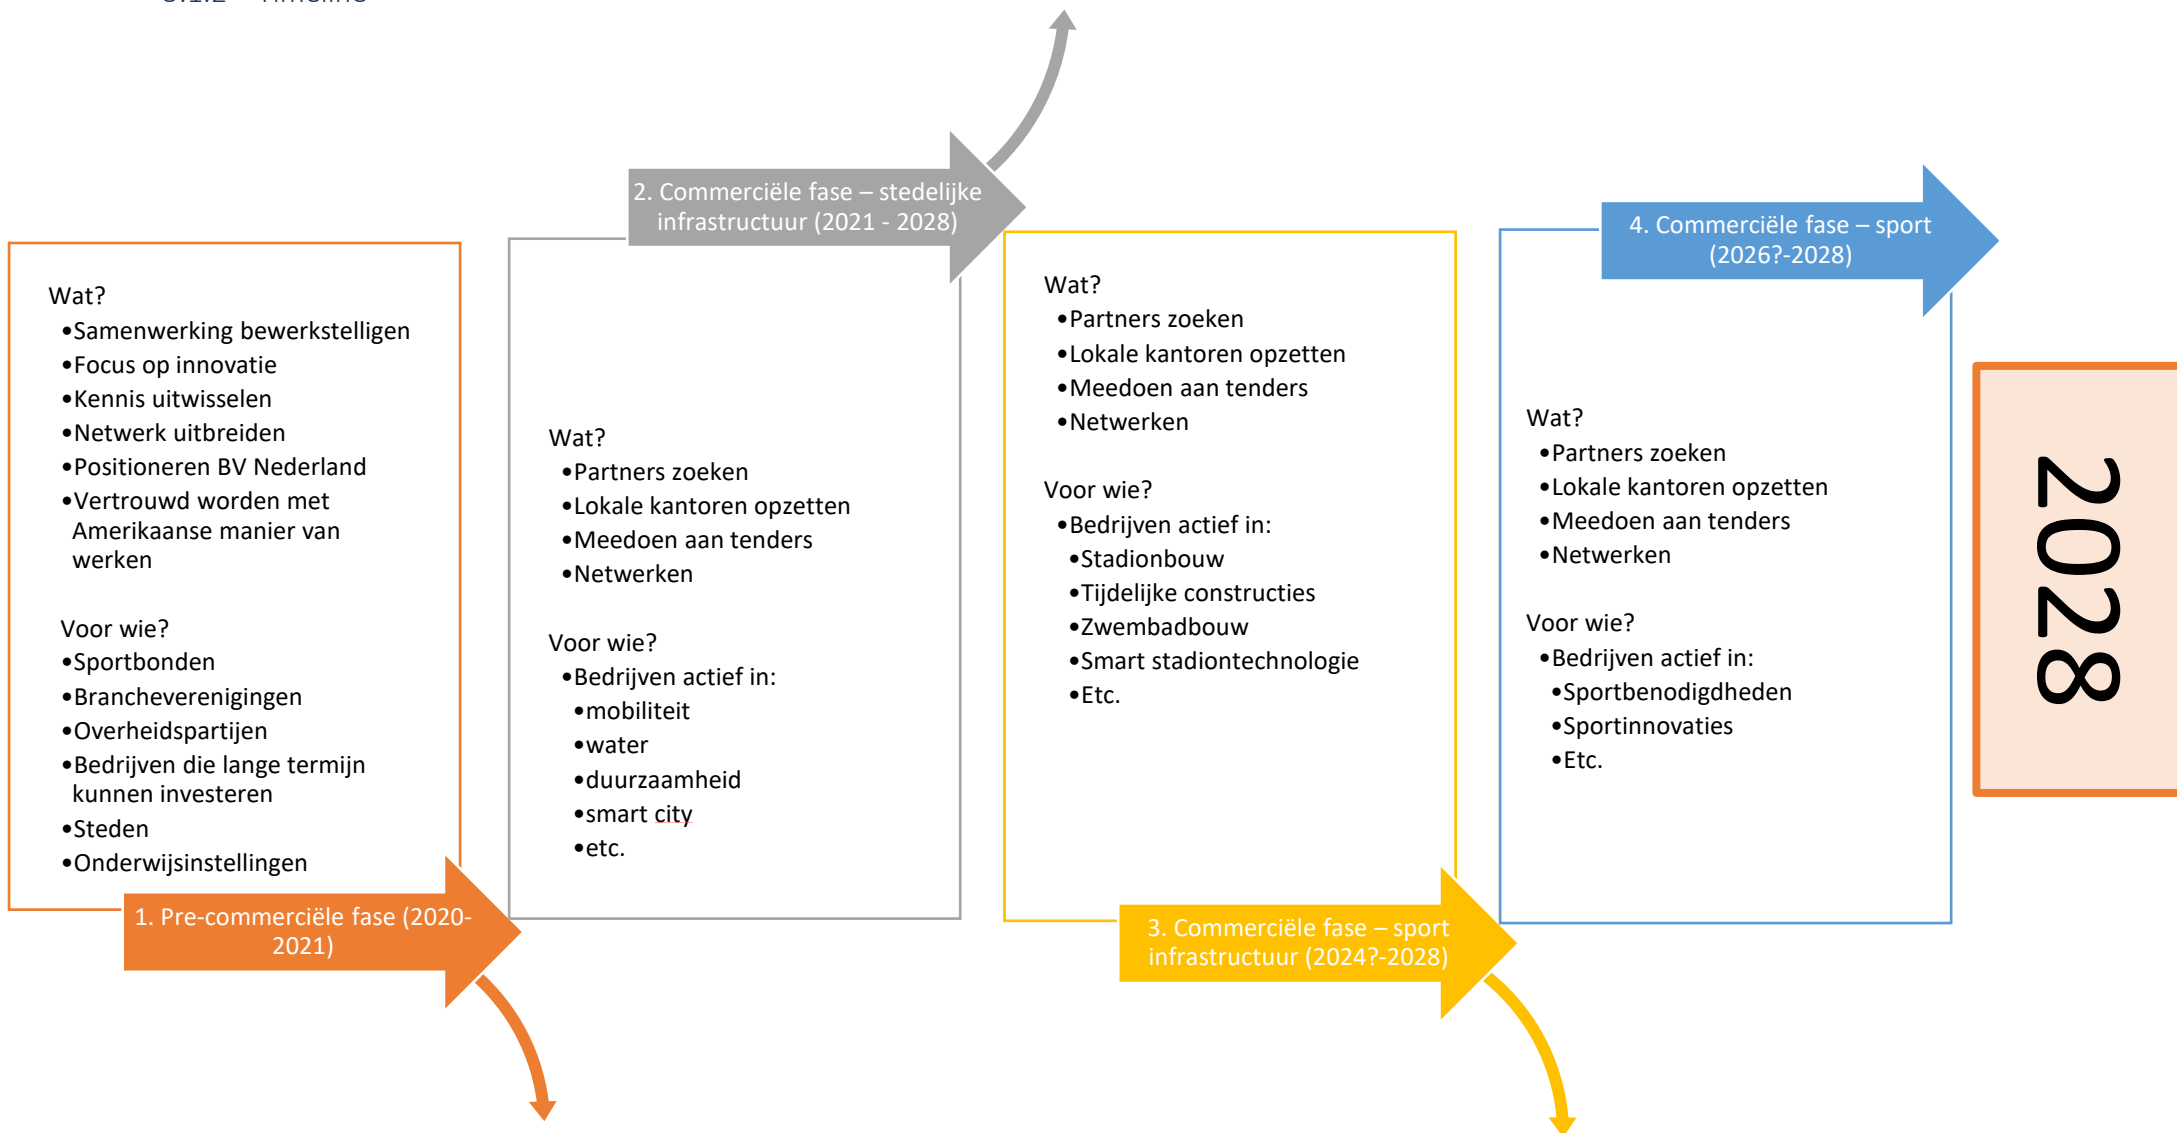 Timeline
Wat?
•Samenwerking bewerkstelligen
•Focus op innovatie
•Kennis uitwisselen
•Netwerk uitbreiden
•Positioneren BV Nederland
•Vertrouwd worden met
Amerikaanse manier van
werken
Voor wie?
•Sportbonden
•Brancheverenigingen
•Overheidspartijen
•Bedrijven die lange termijn
kunnen investeren
•Steden
•Onderwijsinstellingen
1. Pre-commerciële fase (2020-
2021)
2. Commerciële fase – stedelijke
infrastructuur (2021 - 2028)
Wat?
•Partners zoeken
•Lokale kantoren opzetten
•Meedoen aan tenders
•Netwerken
Voor wie?
•Bedrijven actief in:
•mobiliteit
•water
•duurzaamheid
•smart city
•etc.
Wat?
•Partners zoeken
•Lokale kantoren opzetten
•Meedoen aan tenders
•Netwerken
Voor wie?
•Bedrijven actief in:
•Stadionbouw
•Tijdelijke constructies
•Zwembadbouw
•Smart stadiontechnologie
•Etc.
3. Commerciële fase – sport
infrastructuur (2024?-2028)
4. Commerciële fase – sport
(2026?-2028)
Wat?
•Partners zoeken
•Lokale kantoren opzetten
•Meedoen aan tenders
•Netwerken
Voor wie?
•Bedrijven actief in:
•Sportbenodigdheden
•Sportinnovaties
•Etc.
2028